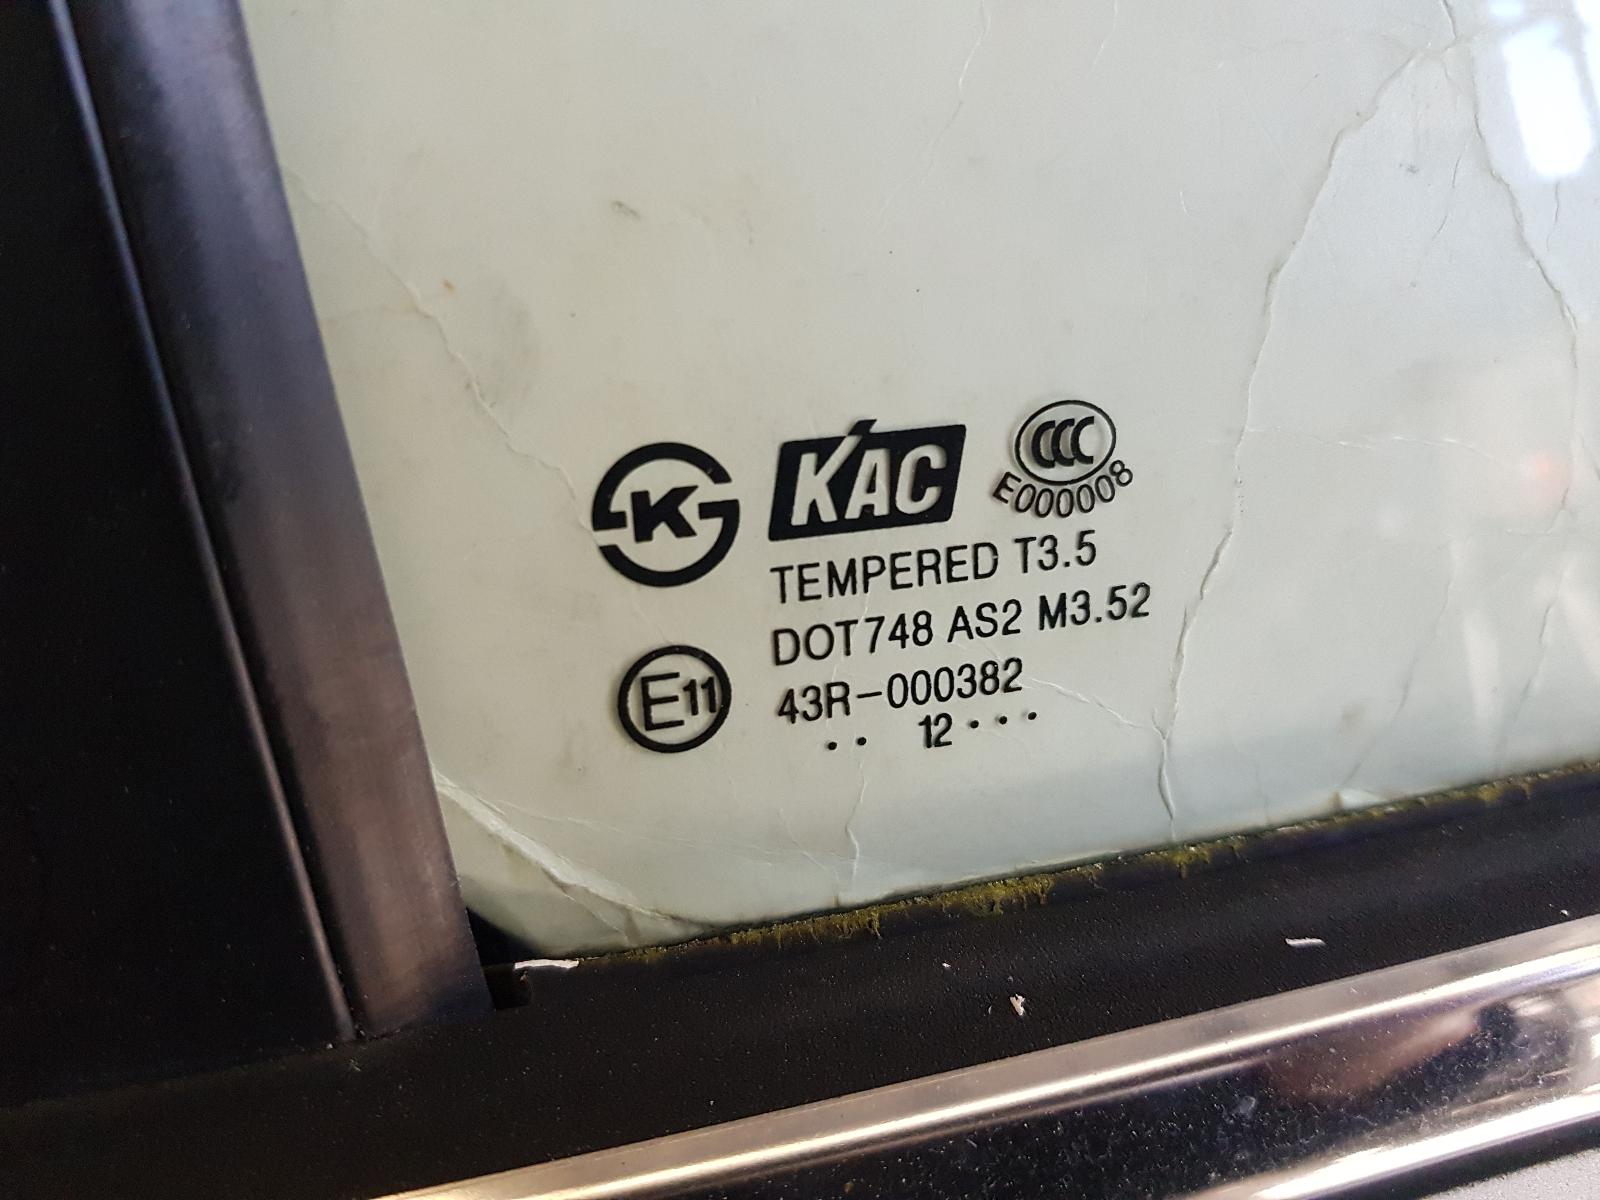 K
KAC
CCC
E000008
TEMPERED T3.5
DOT748 AS2 M3.52
E11
43R-000382
·· 12 ···